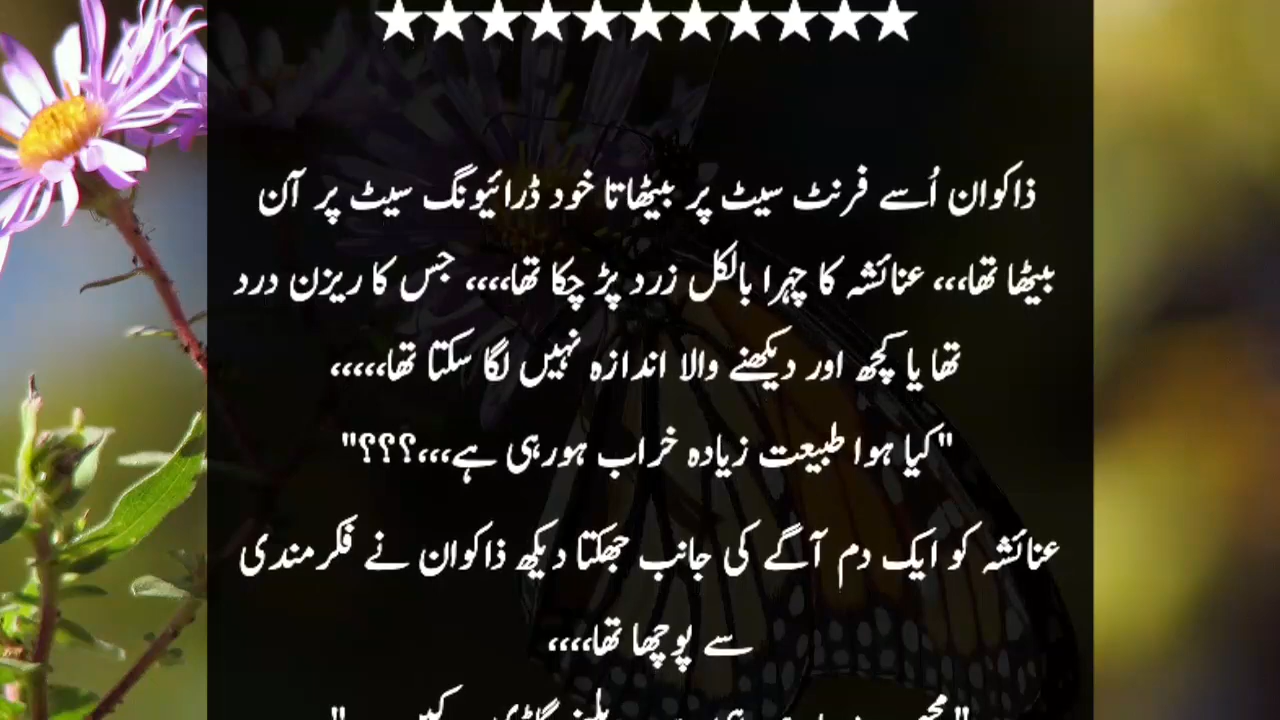 ★★★★★★★★★★★
ذاکوان اُسے فرنٹ سیٹ پر بیٹھاتا خود ڈرائیونگ سیٹ پر آن
بیٹھا تھا،،،، عنائشہ کا چہرا بالکل زرد پڑ چکا تھا،،،،، جس کا ریزن درد
تھا یا کچھ اور دیکھنے والا اندازہ نہیں لگا سکتا تھا،،،،،،
"کیا ہوا طبیعت زیادہ خراب ہورہی ہے،،،،؟؟؟"
عنائشہ کو ایک دم آگے کی جانب جھکتا دیکھ ذاکوان نے فکرمندی
سے پوچھا تھا،،،،،